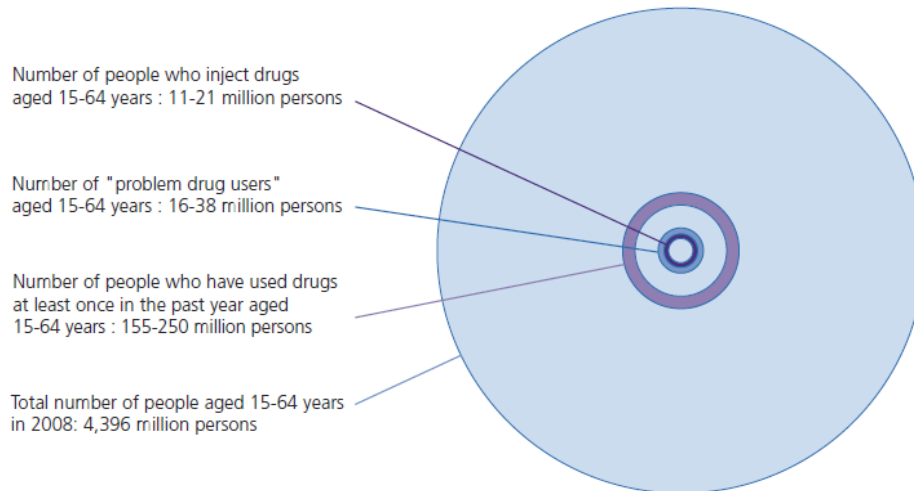 Number of people who inject drugs
aged 15-64 years : 11-21 million persons
Number of "problem drug users"
aged 15-64 years : 16-38 million persons
Number of people who have used drugs
at least once in the past year aged
15-64 years : 155-250 million persons
Total number of people aged 15-64 years
in 2008: 4,396 million persons